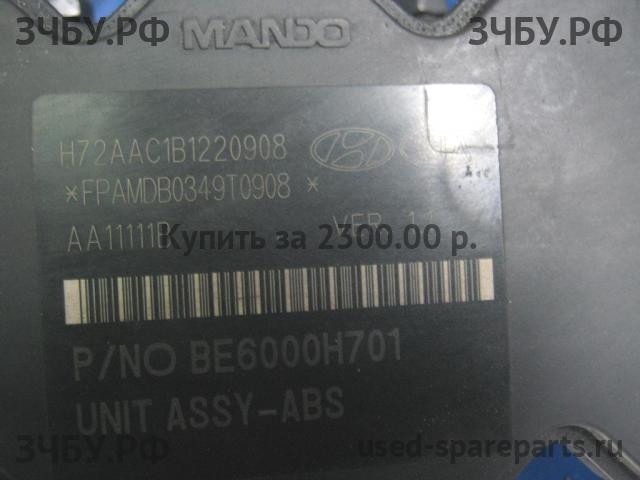 ЗЧБУ.РФ ЗЧБУ.РФ
MANDO
H72AAC1B1220908
*FPAMDB0349T0908 *
AA11111B VER
Купить за 2300.00 р.
P/NO BE6000H701
UNIT ASSY-ABS
ЗЧБУ.РФ used-spareparts.ru